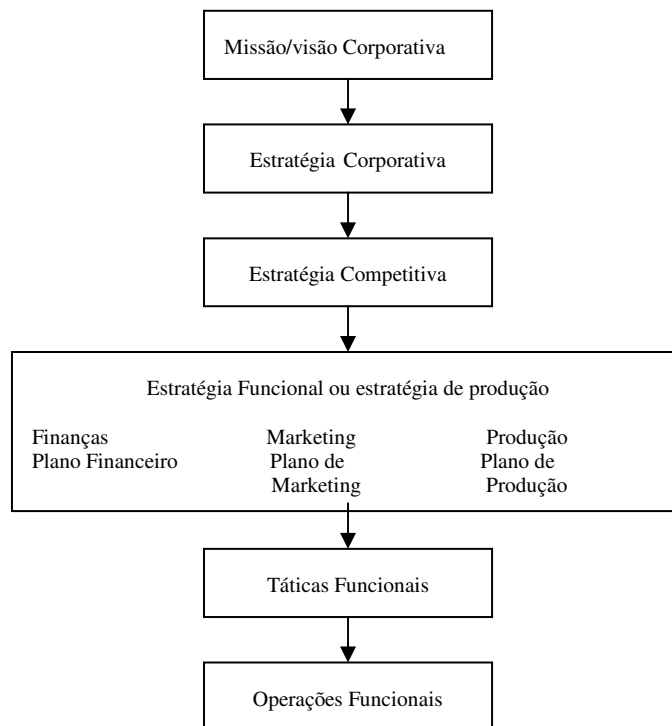 Missão/visão Corporativa
Estratégia Corporativa
Estratégia Competitiva
Estratégia Funcional ou estratégia de produção
Finanças Marketing Produção
Plano Financeiro Plano de Plano de
Marketing Produção
Táticas Funcionais
Operações Funcionais